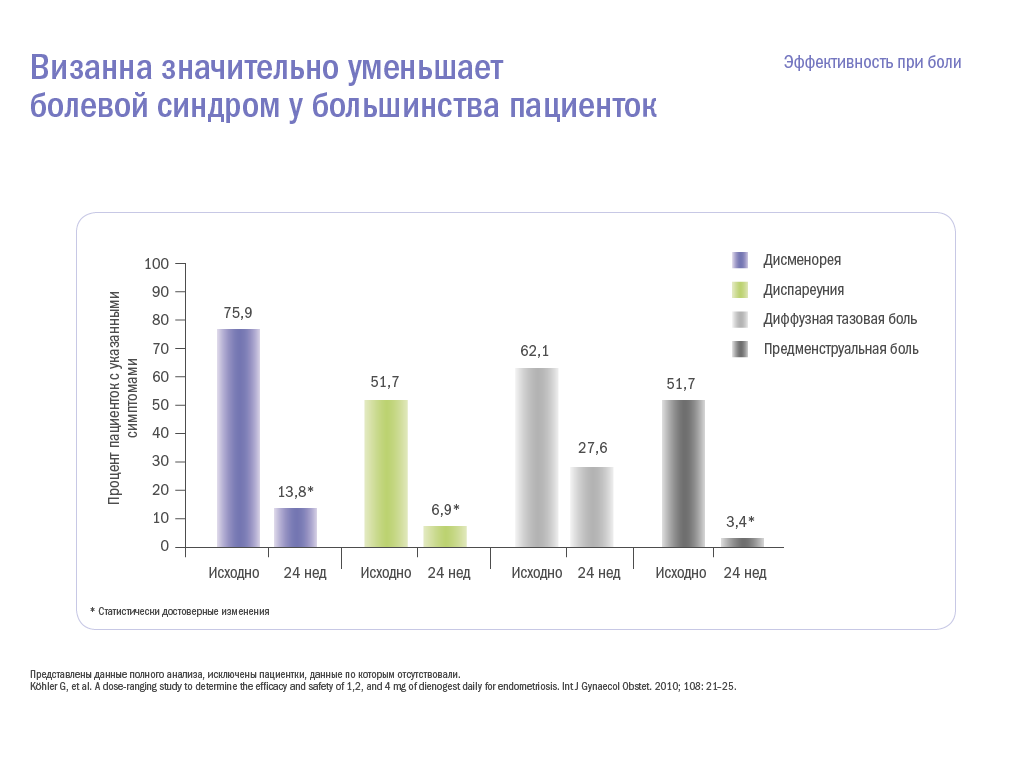 Визанна значительно уменьшает
болевой синдром у большинства пациенток
Эффективность при боли
Процент пациенток с указанными
симптомами
100
90
80
70
60
50
40
30
20
10
0
75,9
13,8*
51,7
6,9*
62,1
27,6
51,7
3,4*
Дисменорея
Диспареуния
Диффузная тазовая боль
Предменструальная боль
Исходно 24 нед Исходно 24 нед Исходно 24 нед Исходно 24 нед
* Статистически достоверные изменения
Представлены данные полного анализа, исключены пациентки, данные по которым отсутствовали.
Köhler G, et al. A dose-ranging study to determine the efficacy and safety of 1,2, and 4 mg of dienogest daily for endometriosis. Int J Gynaecol Obstet. 2010; 108: 21–25.